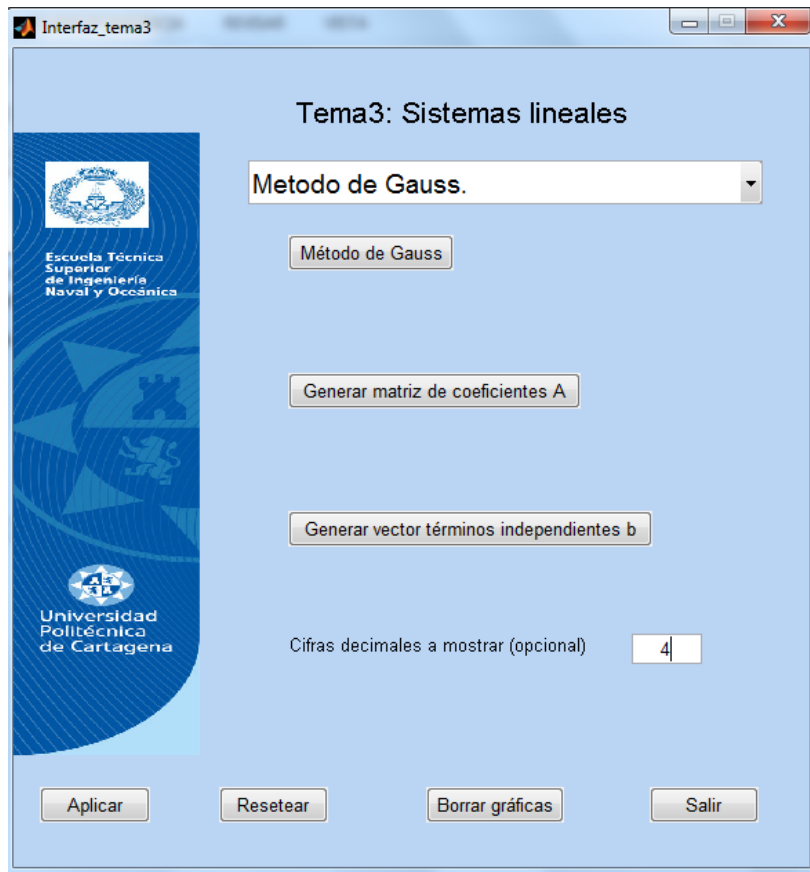 Interfaz_tema3
Tema3: Sistemas lineales
Metodo de Gauss.
Método de Gauss
Escuela Técnica
Superior
de Ingeniería
Naval y Oceánica
Generar matriz de coeficientes A
Generar vector términos independientes b
Universidad
Politécnica
de Cartagena
Cifras decimales a mostrar (opcional)
4
Aplicar
Resetear
Borrar gráficas
Salir